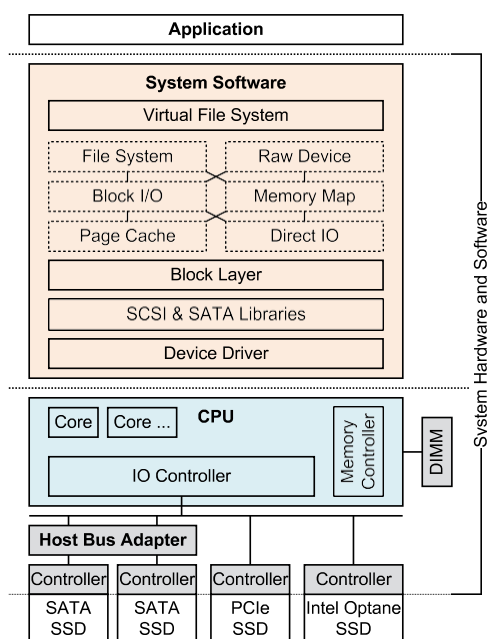 Application
System Software
Virtual File System
File System
Raw Device
Block I/O
Memory Map
Page Cache
Direct IO
Block Layer
SCSI & SATA Libraries
Device Driver
System Hardware and Software
CPU
Core
Core ...
Memory
Controller
DIMM
IO Controller
Host Bus Adapter
Controller
Controller
Controller
Controller
SATA
SSD
SATA
SSD
PCIe
SSD
Intel Optane
SSD